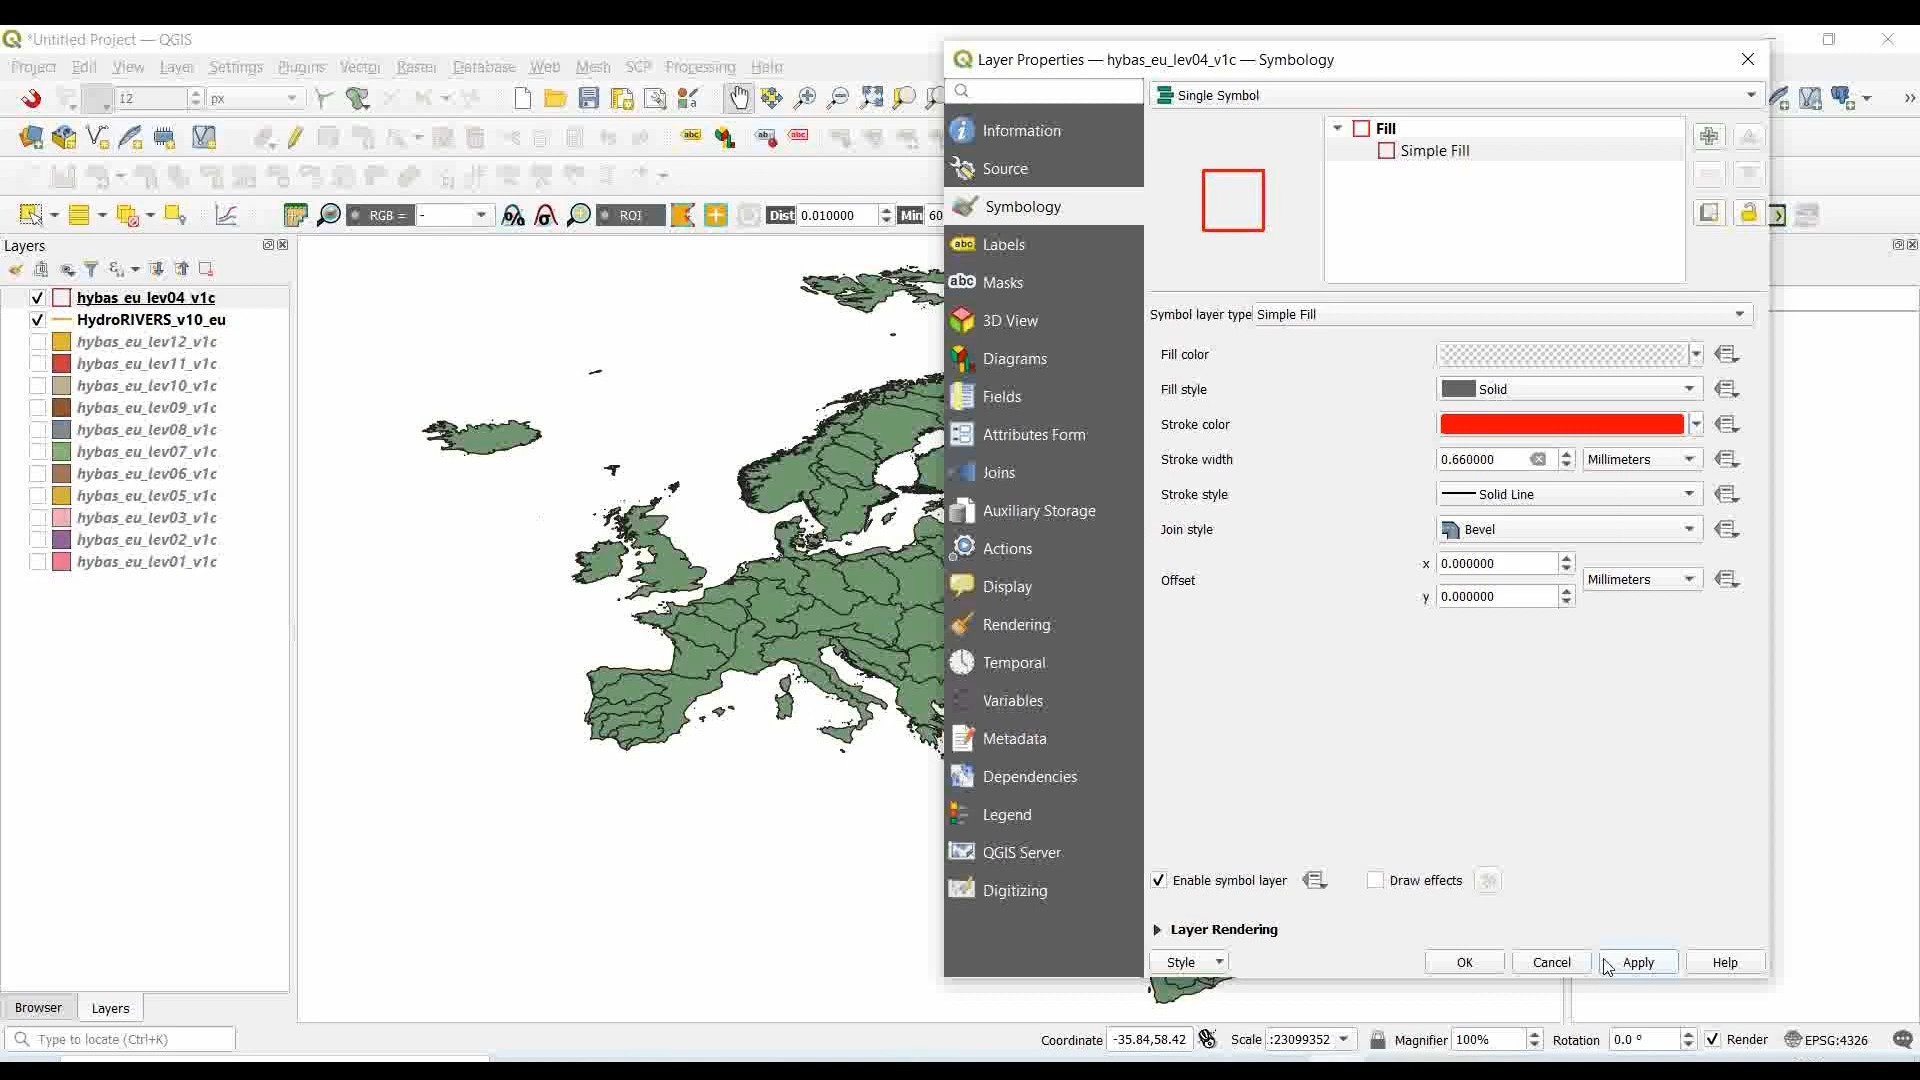 *Untitled Project — QGIS
Project Edit View Layer Settings Plugins Vector Raster Database Web Mesh SCP Processing Help
12 px
abc abc abc
RGB = - ROI Dist 0.010000 Min 60
Layers
hybas_eu_lev04_v1c
HydroRIVERS_v10_eu
hybas_eu_lev12_v1c
hybas_eu_lev11_v1c
hybas_eu_lev10_v1c
hybas_eu_lev09_v1c
hybas_eu_lev08_v1c
hybas_eu_lev07_v1c
hybas_eu_lev06_v1c
hybas_eu_lev05_v1c
hybas_eu_lev03_v1c
hybas_eu_lev02_v1c
hybas_eu_lev01_v1c
Browser Layers
Type to locate (Ctrl+K)
Layer Properties — hybas_eu_lev04_v1c — Symbology
Information
Source
Symbology
abc Labels
abc Masks
3D View
Diagrams
Fields
Attributes Form
Joins
Auxiliary Storage
Actions
Display
Rendering
Temporal
Variables
Metadata
Dependencies
Legend
QGIS Server
Digitizing
Single Symbol
Fill
Simple Fill
Symbol layer type Simple Fill
Fill color
Fill style Solid
Stroke color
Stroke width 0.660000 Millimeters
Stroke style Solid Line
Join style Bevel
Offset x 0.000000 Millimeters
y 0.000000
Enable symbol layer Draw effects
Layer Rendering
Style OK Cancel Apply Help
Coordinate -35.84,58.42 Scale :23099352 Magnifier 100% Rotation 0.0 ° Render EPSG:4326